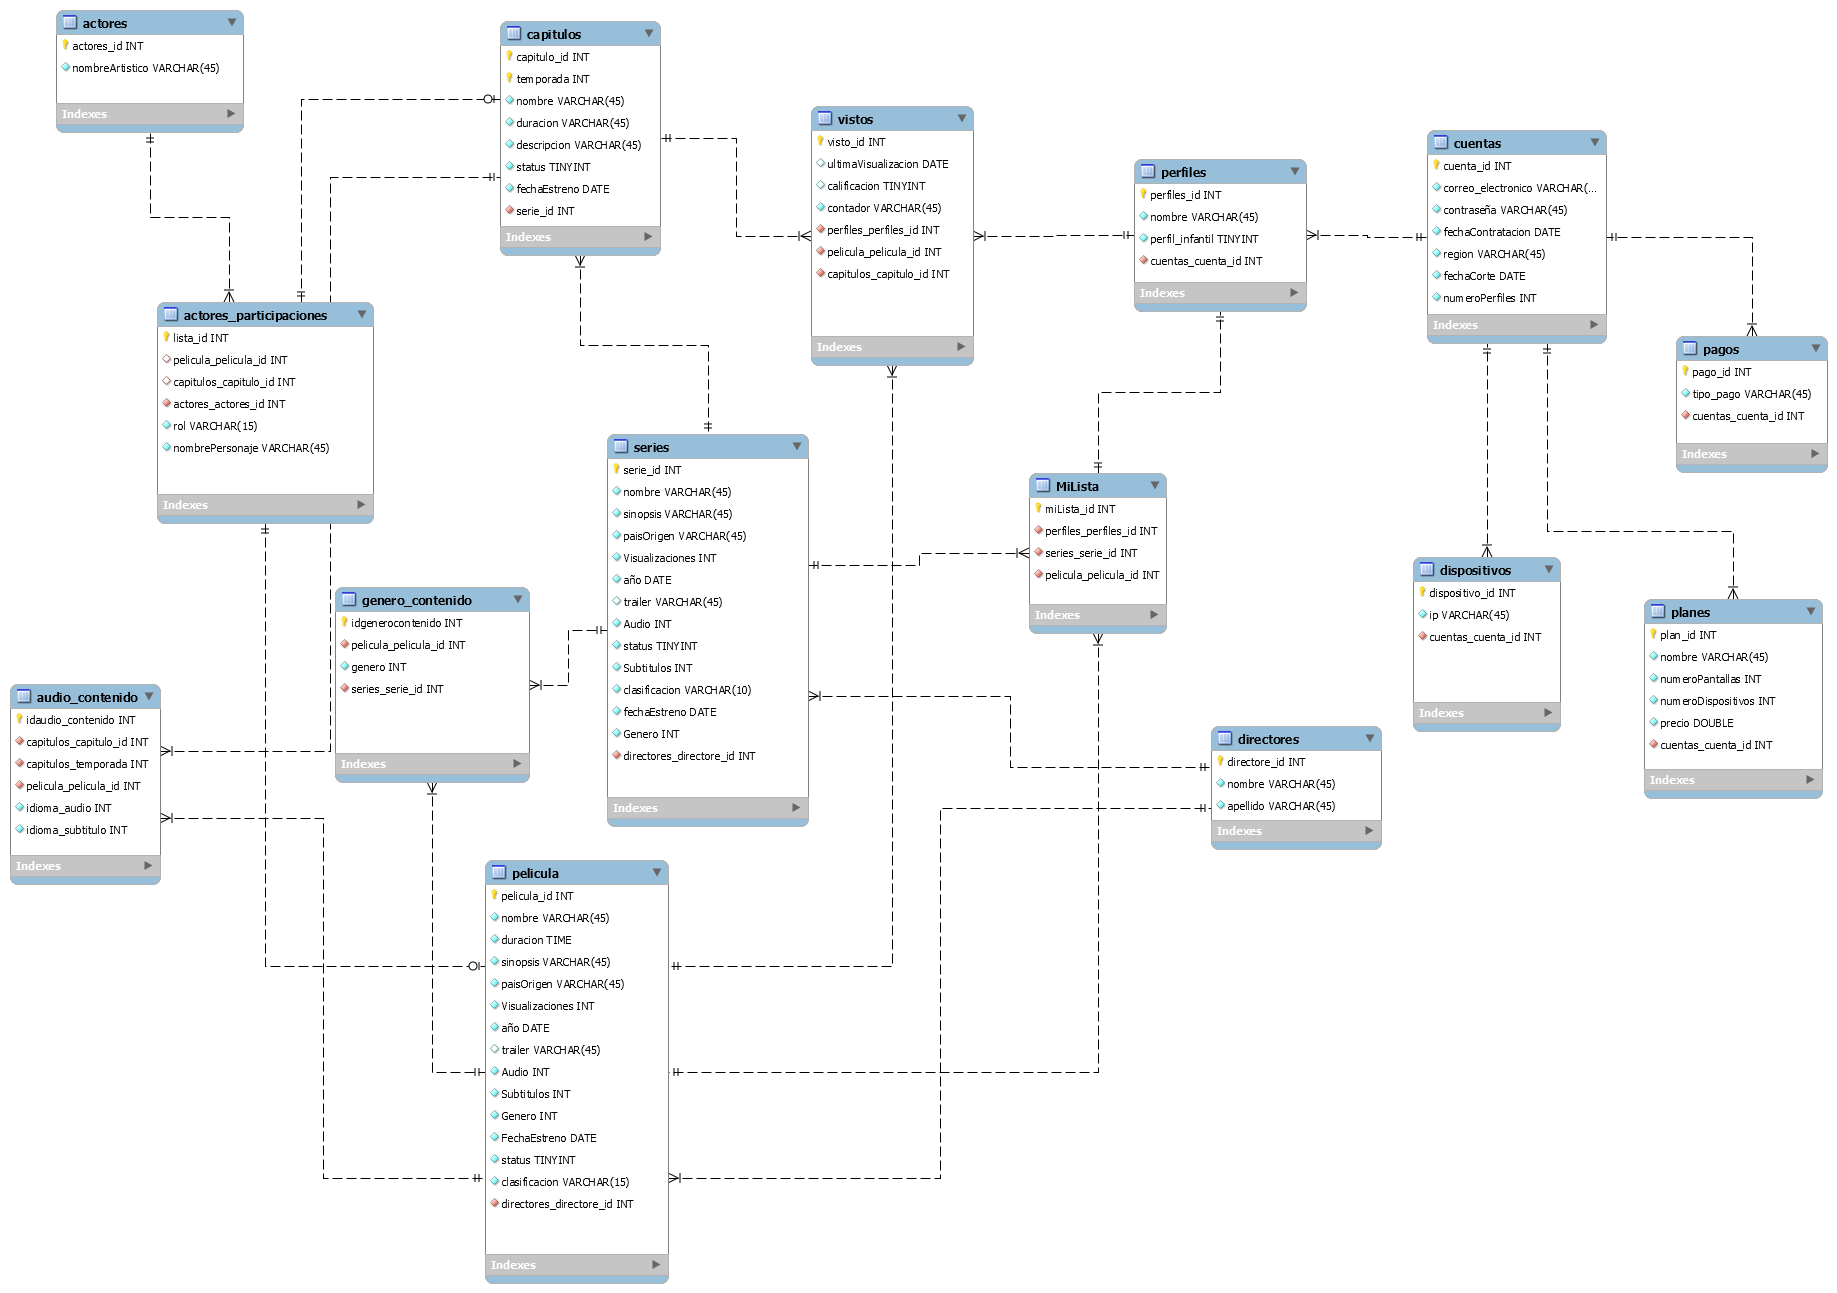 actores
actores_id INT
nombreArtistico VARCHAR(45)
Indexes
capitulos
capitulo_id INT
temporada INT
nombre VARCHAR(45)
duracion VARCHAR(45)
descripcion VARCHAR(45)
status TINYINT
fechaEstreno DATE
serie_id INT
Indexes
vistos
visto_id INT
ultimaVisualizacion DATE
calificacion TINYINT
contador VARCHAR(45)
perfiles_perfiles_id INT
pelicula_pelicula_id INT
capitulos_capitulo_id INT
Indexes
perfiles
perfiles_id INT
nombre VARCHAR(45)
perfil_infantil TINYINT
cuentas_cuenta_id INT
Indexes
cuentas
cuenta_id INT
correo_electronico VARCHAR(...
contraseña VARCHAR(45)
fechaContratacion DATE
region VARCHAR(45)
fechaCorte DATE
numeroPerfiles INT
Indexes
pagos
pago_id INT
tipo_pago VARCHAR(45)
cuentas_cuenta_id INT
Indexes
actores_participaciones
lista_id INT
pelicula_pelicula_id INT
capitulos_capitulo_id INT
actores_actores_id INT
rol VARCHAR(15)
nombrePersonaje VARCHAR(45)
Indexes
series
serie_id INT
nombre VARCHAR(45)
sinopsis VARCHAR(45)
paisOrigen VARCHAR(45)
Visualizaciones INT
año DATE
trailer VARCHAR(45)
Audio INT
status TINYINT
Subtitulos INT
clasificacion VARCHAR(10)
fechaEstreno DATE
Genero INT
directores_directore_id INT
Indexes
MiLista
miLista_id INT
perfiles_perfiles_id INT
series_serie_id INT
pelicula_pelicula_id INT
Indexes
dispositivos
dispositivo_id INT
ip VARCHAR(45)
cuentas_cuenta_id INT
Indexes
planes
plan_id INT
nombre VARCHAR(45)
numeroPantallas INT
numeroDispositivos INT
precio DOUBLE
cuentas_cuenta_id INT
Indexes
genero_contenido
idgenerocontenido INT
pelicula_pelicula_id INT
genero INT
series_serie_id INT
Indexes
audio_contenido
idaudio_contenido INT
capitulos_capitulo_id INT
capitulos_temporada INT
pelicula_pelicula_id INT
idioma_audio INT
idioma_subtitulo INT
Indexes
directores
directore_id INT
nombre VARCHAR(45)
apellido VARCHAR(45)
Indexes
pelicula
pelicula_id INT
nombre VARCHAR(45)
duracion TIME
sinopsis VARCHAR(45)
paisOrigen VARCHAR(45)
Visualizaciones INT
año DATE
trailer VARCHAR(45)
Audio INT
Subtitulos INT
Genero INT
FechaEstreno DATE
status TINYINT
clasificacion VARCHAR(15)
directores_directore_id INT
Indexes